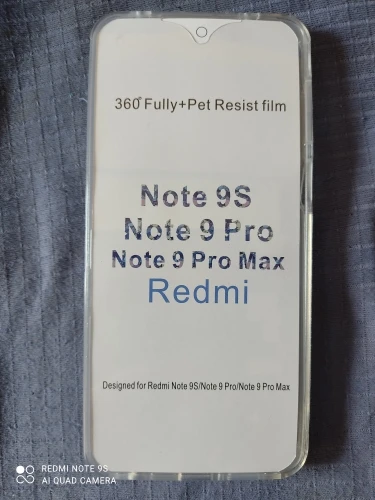 360°Fully+Pet Resist film
Note 9S
Note 9 Pro
Note 9 Pro Max
Redmi
Designed for Redmi Note 9S/Note 9 Pro/Note 9 Pro Max
REDMI NOTE 9S
AI QUAD CAMERA